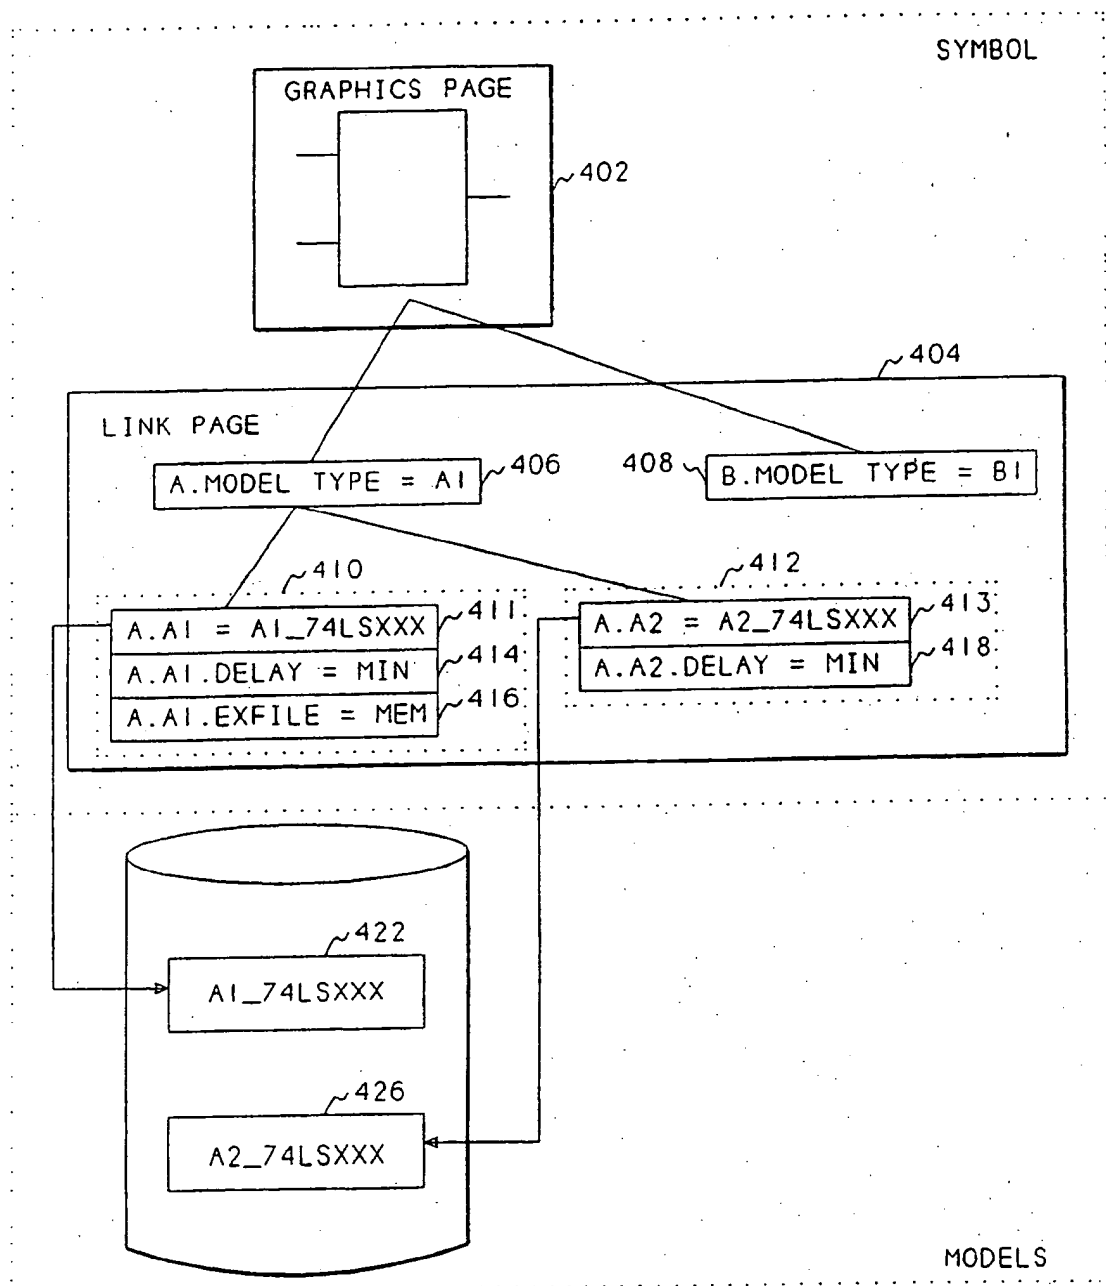 SYMBOL
GRAPHICS PAGE
402
404
LINK PAGE
A.MODEL TYPE = A1
406
408
B.MODEL TYPE = B1
410
412
A.A1 = A1_74LSXXX
411
A.A2 = A2_74LSXXX
413
A.A1.DELAY = MIN
414
A.A2.DELAY = MIN
418
A.A1.EXFILE = MEM
416
422
A1_74LSXXX
426
A2_74LSXXX
MODELS